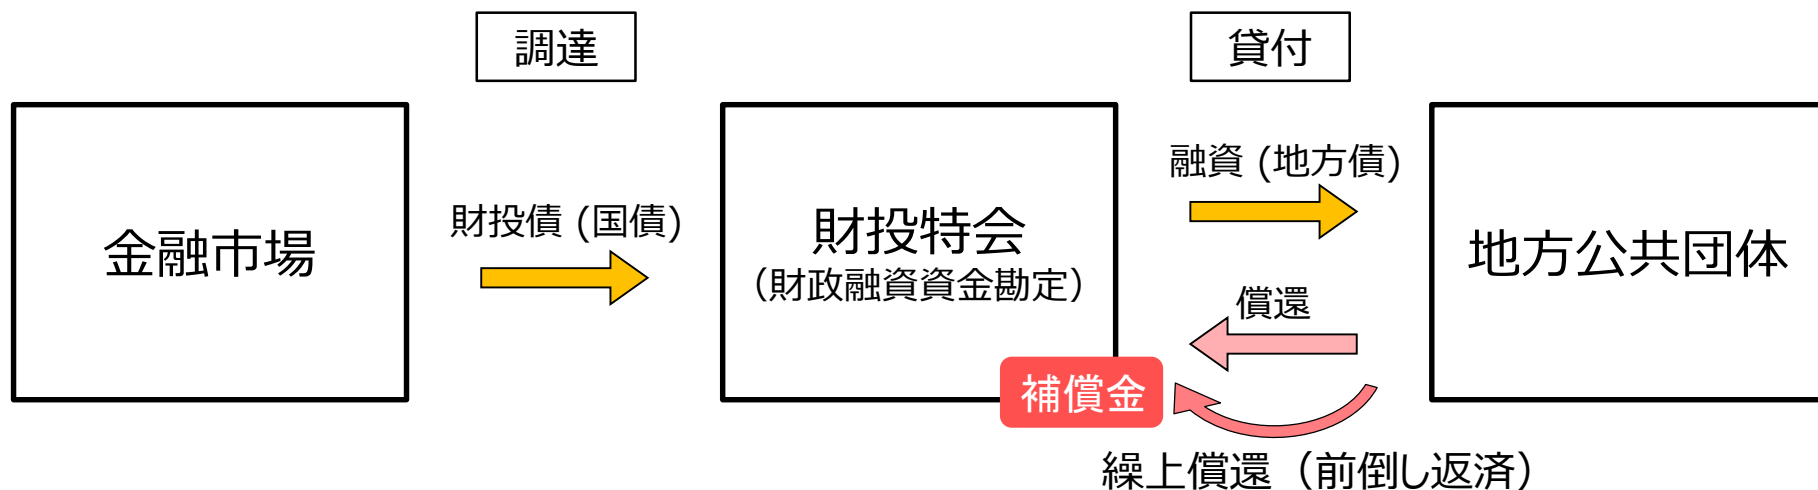 調達
貸付
金融市場
財投債 (国債)
財投特会
（財政融資資金勘定）
融資 (地方債)
償還
地方公共団体
補償金
繰上償還（前倒し返済）